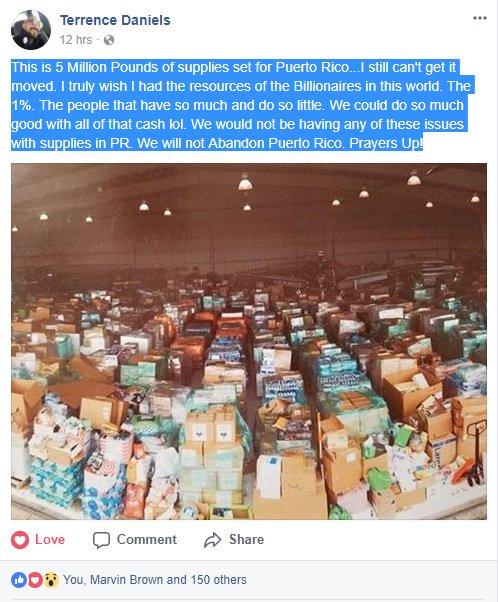 Terrence Daniels
12 hrs ·
This is 5 Million Pounds of supplies set for Puerto Rico...I still can't get it
moved. I truly wish I had the resources of the Billionaires in this world. The
1%. The people that have so much and do so little. We could do so much
good with all of that cash lol. We would not be having any of these issues
with supplies in PR. We will not Abandon Puerto Rico. Prayers Up!
Love Comment Share
You, Marvin Brown and 150 others